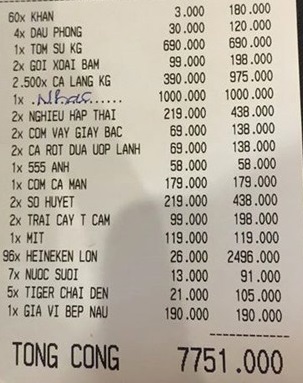 60x KHAN 3.000 180.000
4x DAU PHONG 30.000 120.000
1x TOM SU KG 690.000 690.000
2x GOI XOAI BAM 99.000 198.000
2.500x CA LANG KG 390.000 975.000
1x .Nhạc...... 1000.000 1000.000
2x NGHIEU HAP THAI 219.000 438.000
2x COM VAY GIAY BAC 69.000 138.000
2x CA ROT DUA UOP LANH 69.000 138.000
1x 555 ANH 58.000 58.000
1x COM CA MAN 179.000 179.000
2x SO HUYET 219.000 438.000
2x TRAI CAY T CAM 99.000 198.000
1x MIT 119.000 119.000
96x HEINEKEN LON 26.000 2496.000
7x NUOC SUOI 13.000 91.000
5x TIGER CHAI DEN 21.000 105.000
1x GIA VI BEP NAU 190.000 190.000
TONG CONG 7751.000